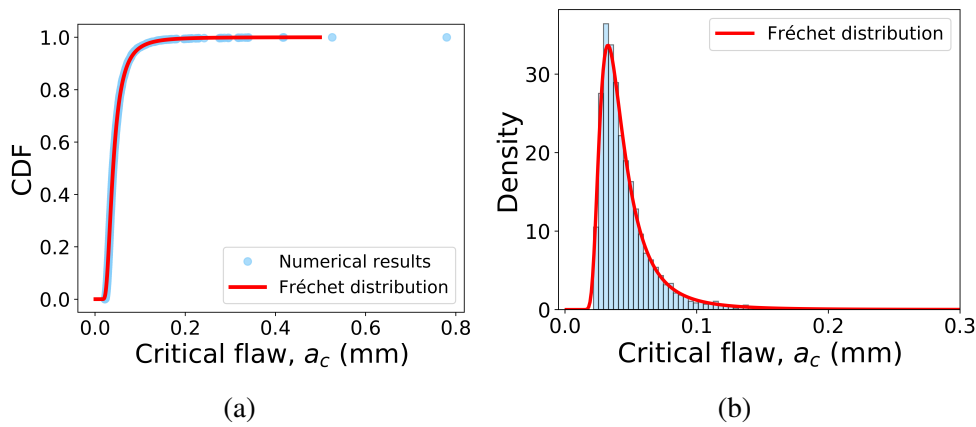 1.0
0.8
0.6
0.4
0.2
0.0
CDF
Numerical results
Fréchet distribution
0.0 0.2 0.4 0.6 0.8
Critical flaw, a_c (mm)
(a)
30
20
10
0
Density
Fréchet distribution
0.0 0.1 0.2 0.3
Critical flaw, a_c (mm)
(b)